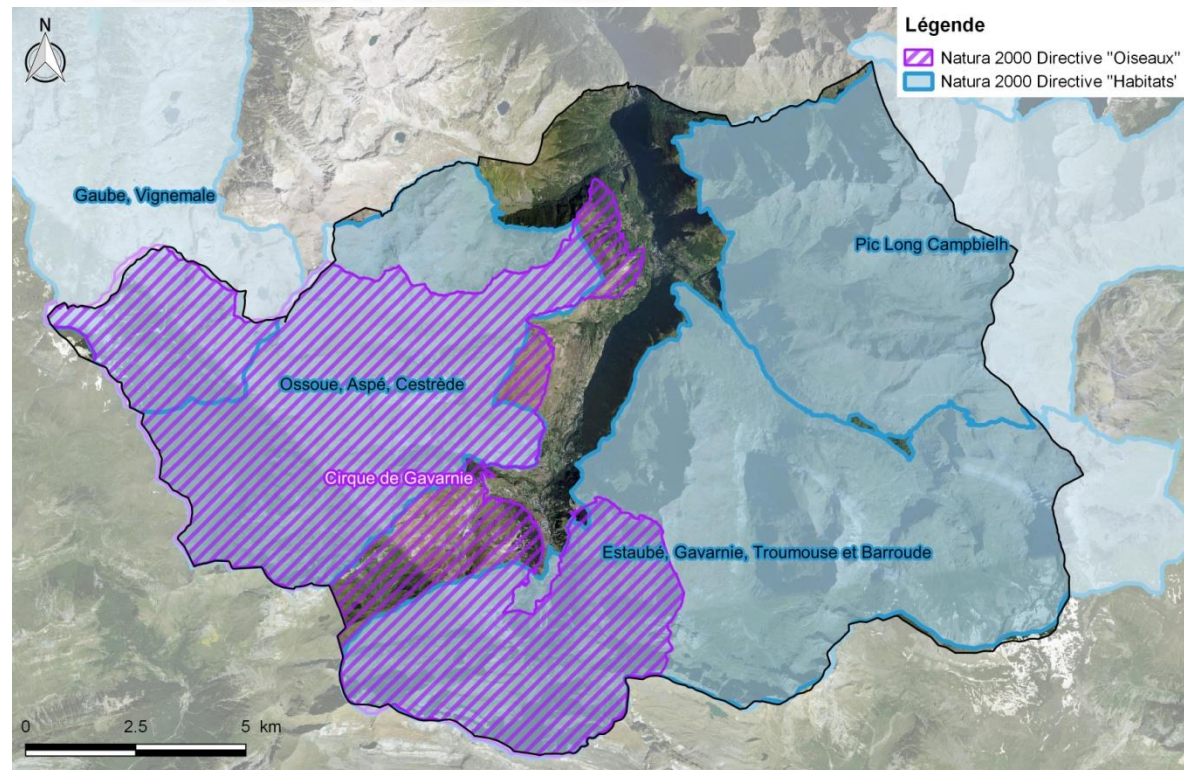 N
Légende
Natura 2000 Directive "Oiseaux"
Natura 2000 Directive "Habitats'
Gaube, Vignemale
Pic Long Campbielh
Ossoue, Aspé, Cestrède
Cirque de Gavarnie
Estaubé, Gavarnie, Troumouse et Barroude
0 2.5 5 km